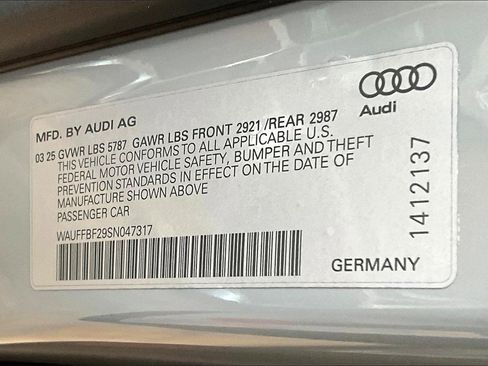 MFD. BY AUDI AG
03 25 GVWR LBS 5787 GAWR LBS FRONT 2921 /REAR 2987
THIS VEHICLE CONFORMS TO ALL APPLICABLE U.S.
FEDERAL MOTOR VEHICLE SAFETY, BUMPER AND THEFT
PREVENTION STANDARDS IN EFFECT ON THE DATE OF
MANUFACTURE SHOWN ABOVE
PASSENGER CAR
WAUFFBF29SN047317
Audi
1412137
GERMANY